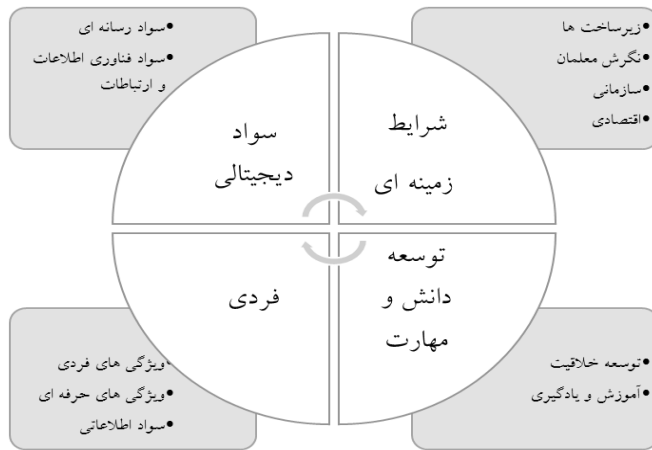 •زیرساخت ها
•نگرش معلمان
•سازمانی
•اقتصادی
شرایط
زمینه ای
•سواد رسانه ای
•سواد فناوری اطلاعات
و ارتباطات
سواد
دیجیتالی
توسعه
دانش و
مهارت
•توسعه خلاقیت
•آموزش و یادگیری
فردی
•ویژگی های فردی
•ویژگی های حرفه ای
•سواد اطلاعاتی